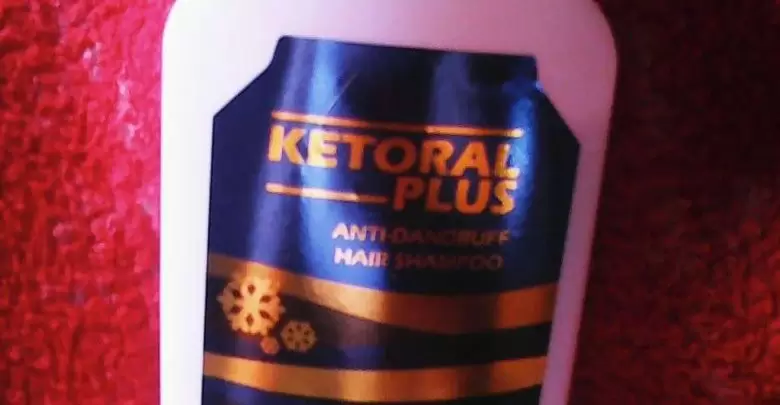 KETORAL
PLUS
ANTI-DANDRUFF
HAIR SHAMPOO